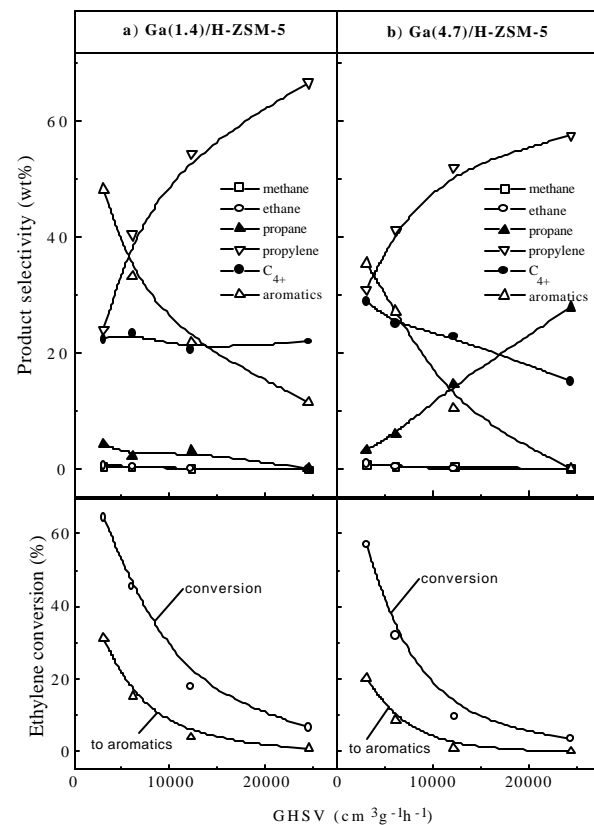 a) Ga(1.4)/H-ZSM-5
b) Ga(4.7)/H-ZSM-5
Product selectivity (wt%)
60
40
20
0
methane
ethane
propane
propylene
C4+
aromatics
methane
ethane
propane
propylene
C4+
aromatics
Ethylene conversion (%)
60
40
20
0
conversion
to aromatics
conversion
to aromatics
0 10000 20000 0 10000 20000
GHSV (cm 3g-1h-1)